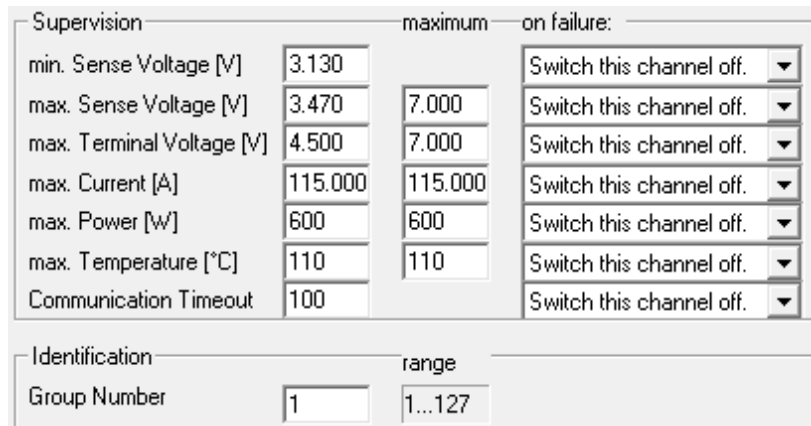 Supervision maximum on failure:
min. Sense Voltage [V] 3.130 Switch this channel off.
max. Sense Voltage [V] 3.470 7.000 Switch this channel off.
max. Terminal Voltage [V] 4.500 7.000 Switch this channel off.
max. Current [A] 115.000 115.000 Switch this channel off.
max. Power [W] 600 600 Switch this channel off.
max. Temperature [°C] 110 110 Switch this channel off.
Communication Timeout 100 Switch this channel off.
Identification range
Group Number 1 1...127